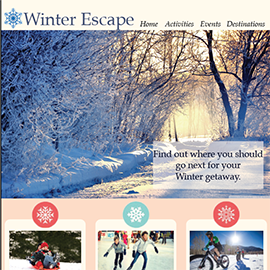 Winter Escape
Home Activities Events Destinations
Find out where you should
go next for your
Winter getaway.